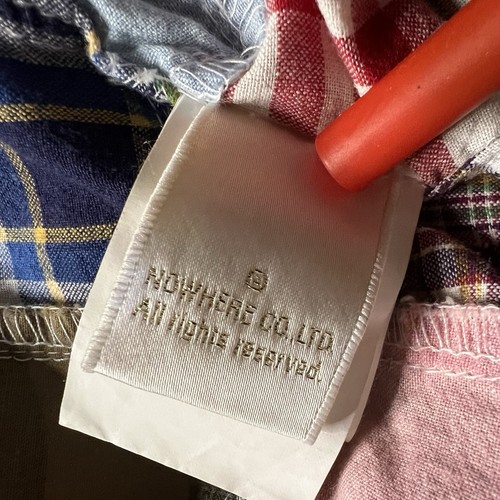 NOWHERE CO.,LTD.
All rights reserved.